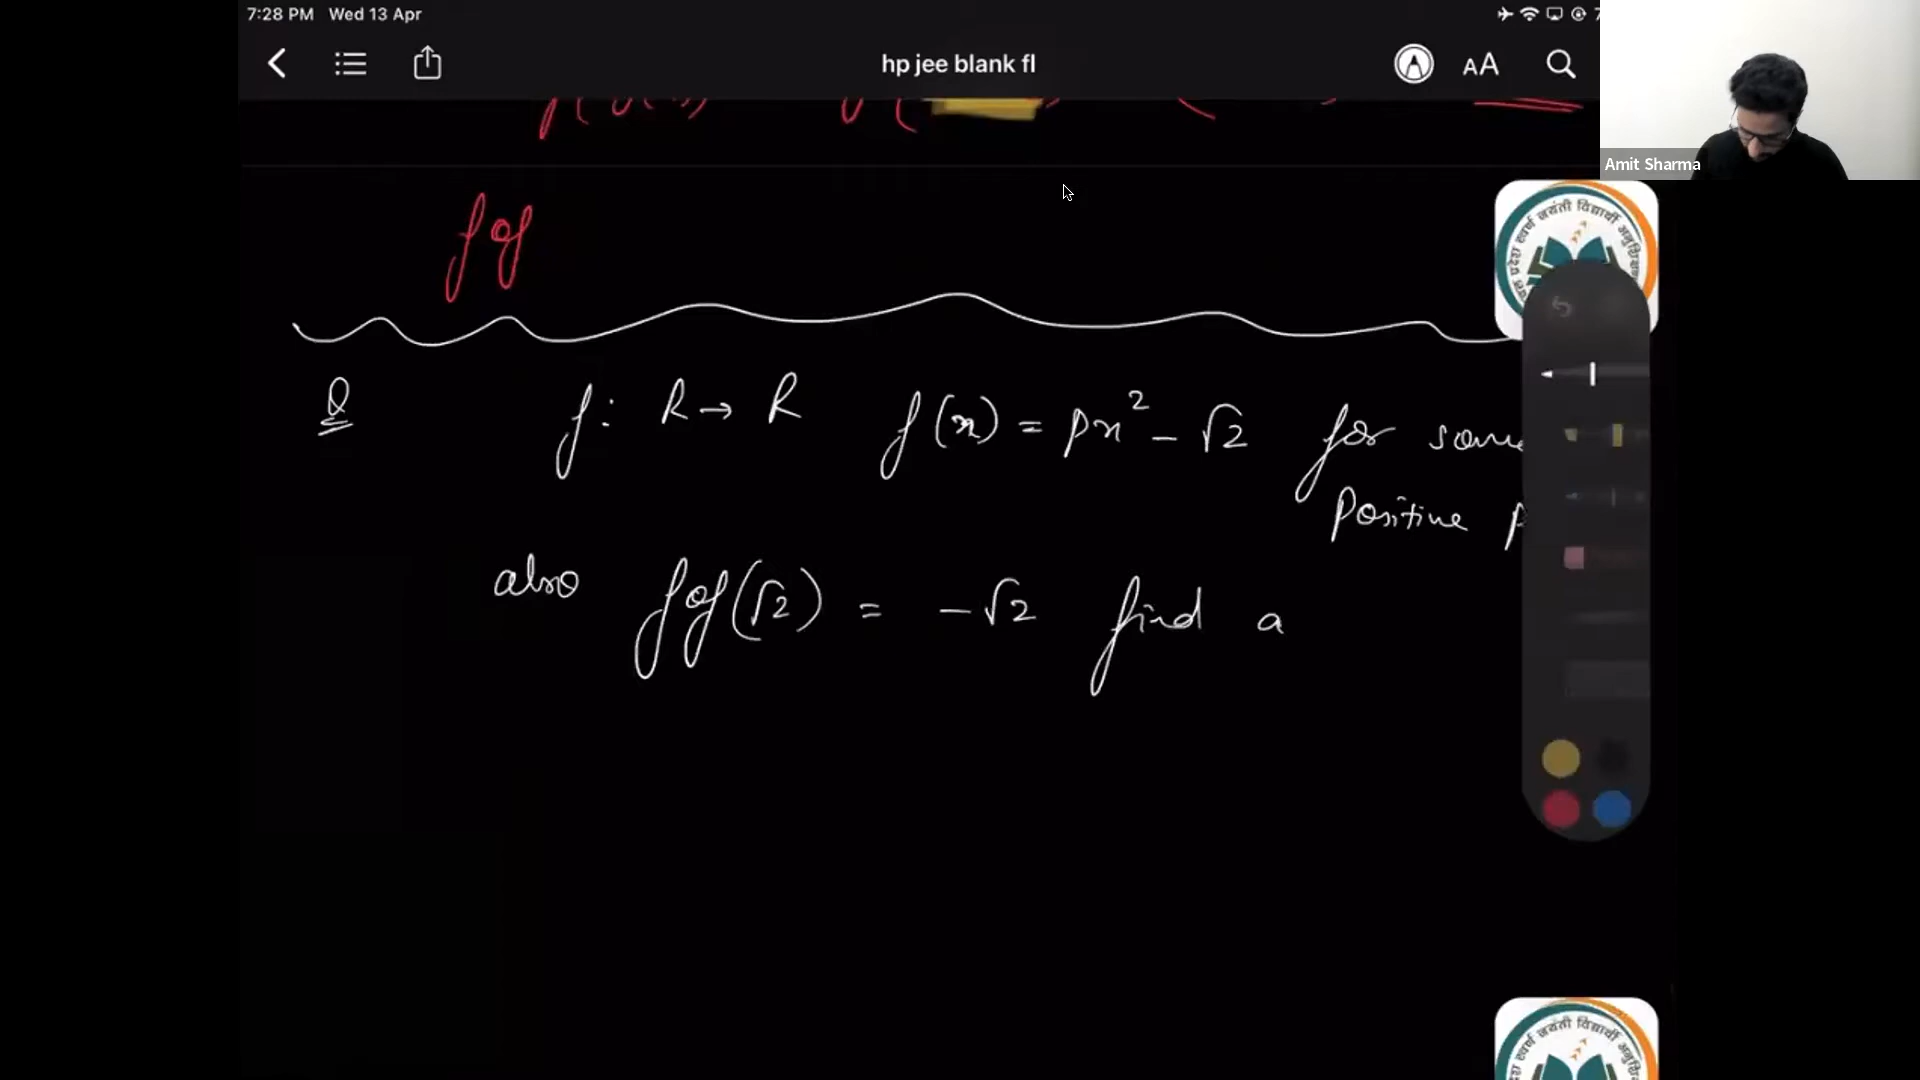 7:28 PM Wed 13 Apr
hp jee blank fl
AA
Amit Sharma
fof
Q f: R → R f(x) = px² - √2 for some
Positive p
also fof(√2) = -√2 find a